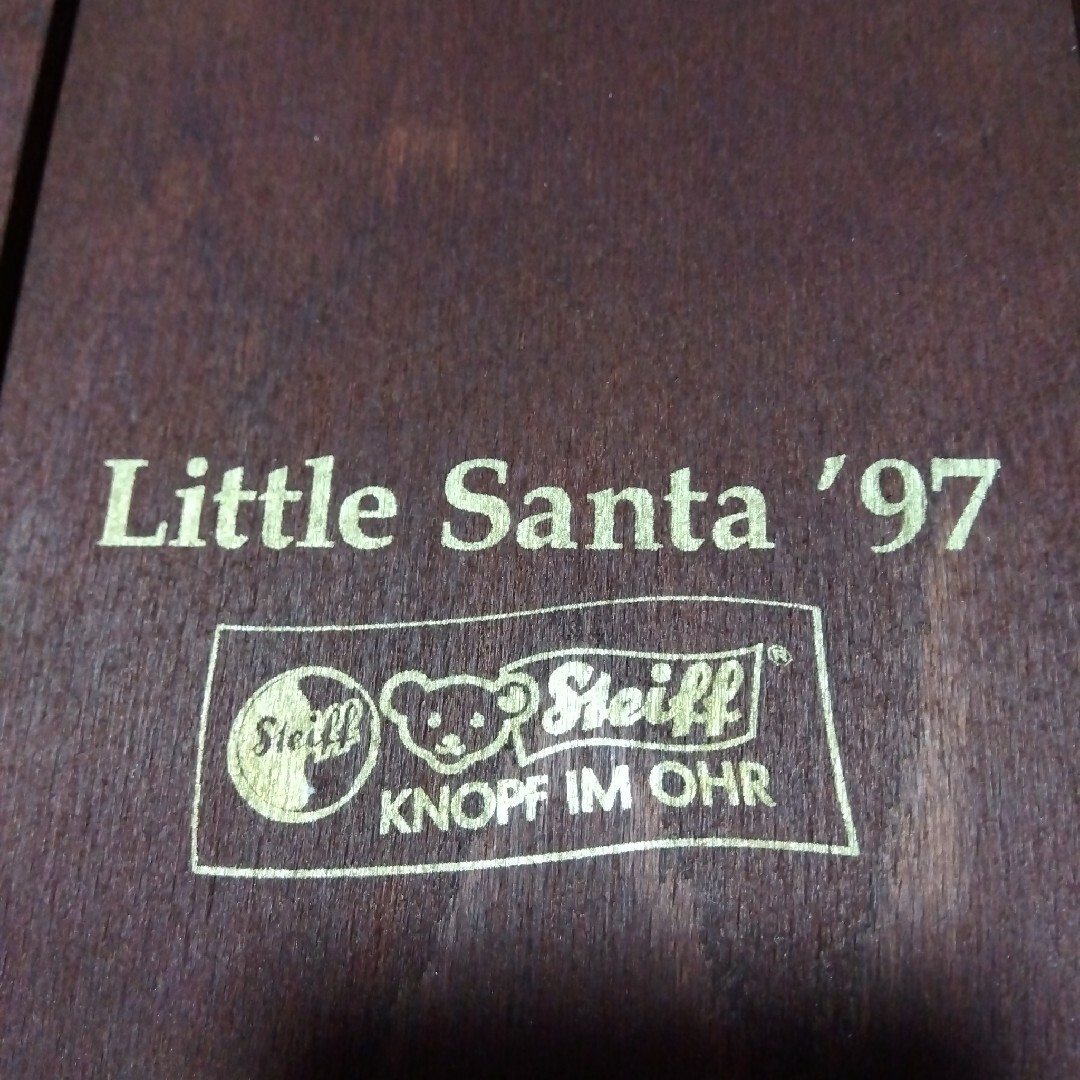 Little Santa ’97
Steiff
Steiff®
KNOPF IM OHR